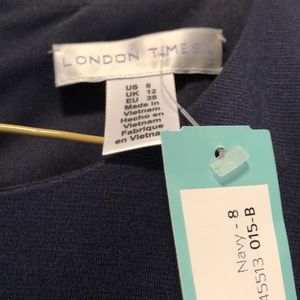 LONDON TIMES
US 8
UK 12
EU 38
Made in
Vietnam
Hecho en
Vietnam
Fabriqué
en Vietnam
Navy - 8
45513 015-B